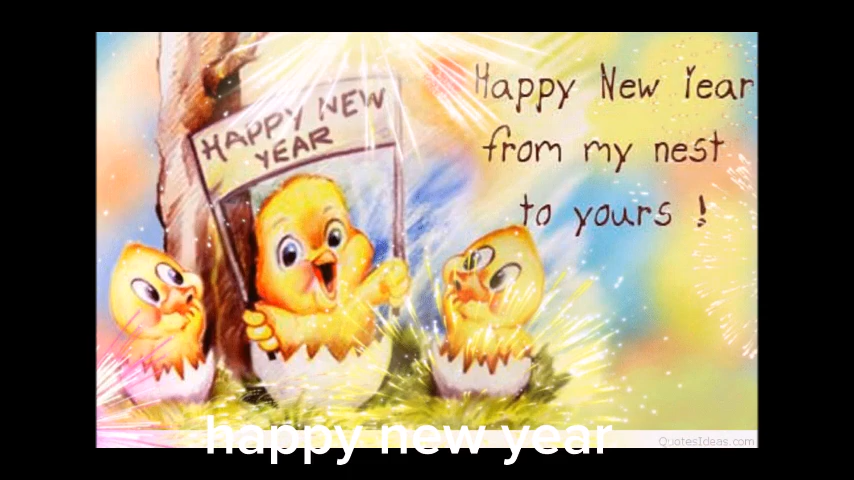 HAPPY NEW
YEAR
Happy New Year
from my nest
to yours !
happy new year
QuotesIdeas.com